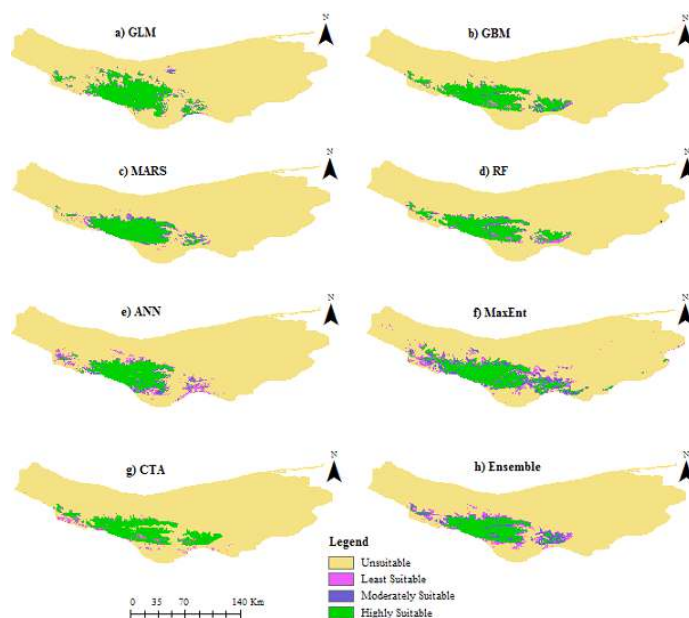 a) GLM
N
b) GBM
N
c) MARS
N
d) RF
N
e) ANN
N
f) MaxEnt
N
g) CTA
N
h) Ensemble
N
Legend
Unsuitable
Least Suitable
Moderately Suitable
Highly Suitable
0 35 70 140 Km